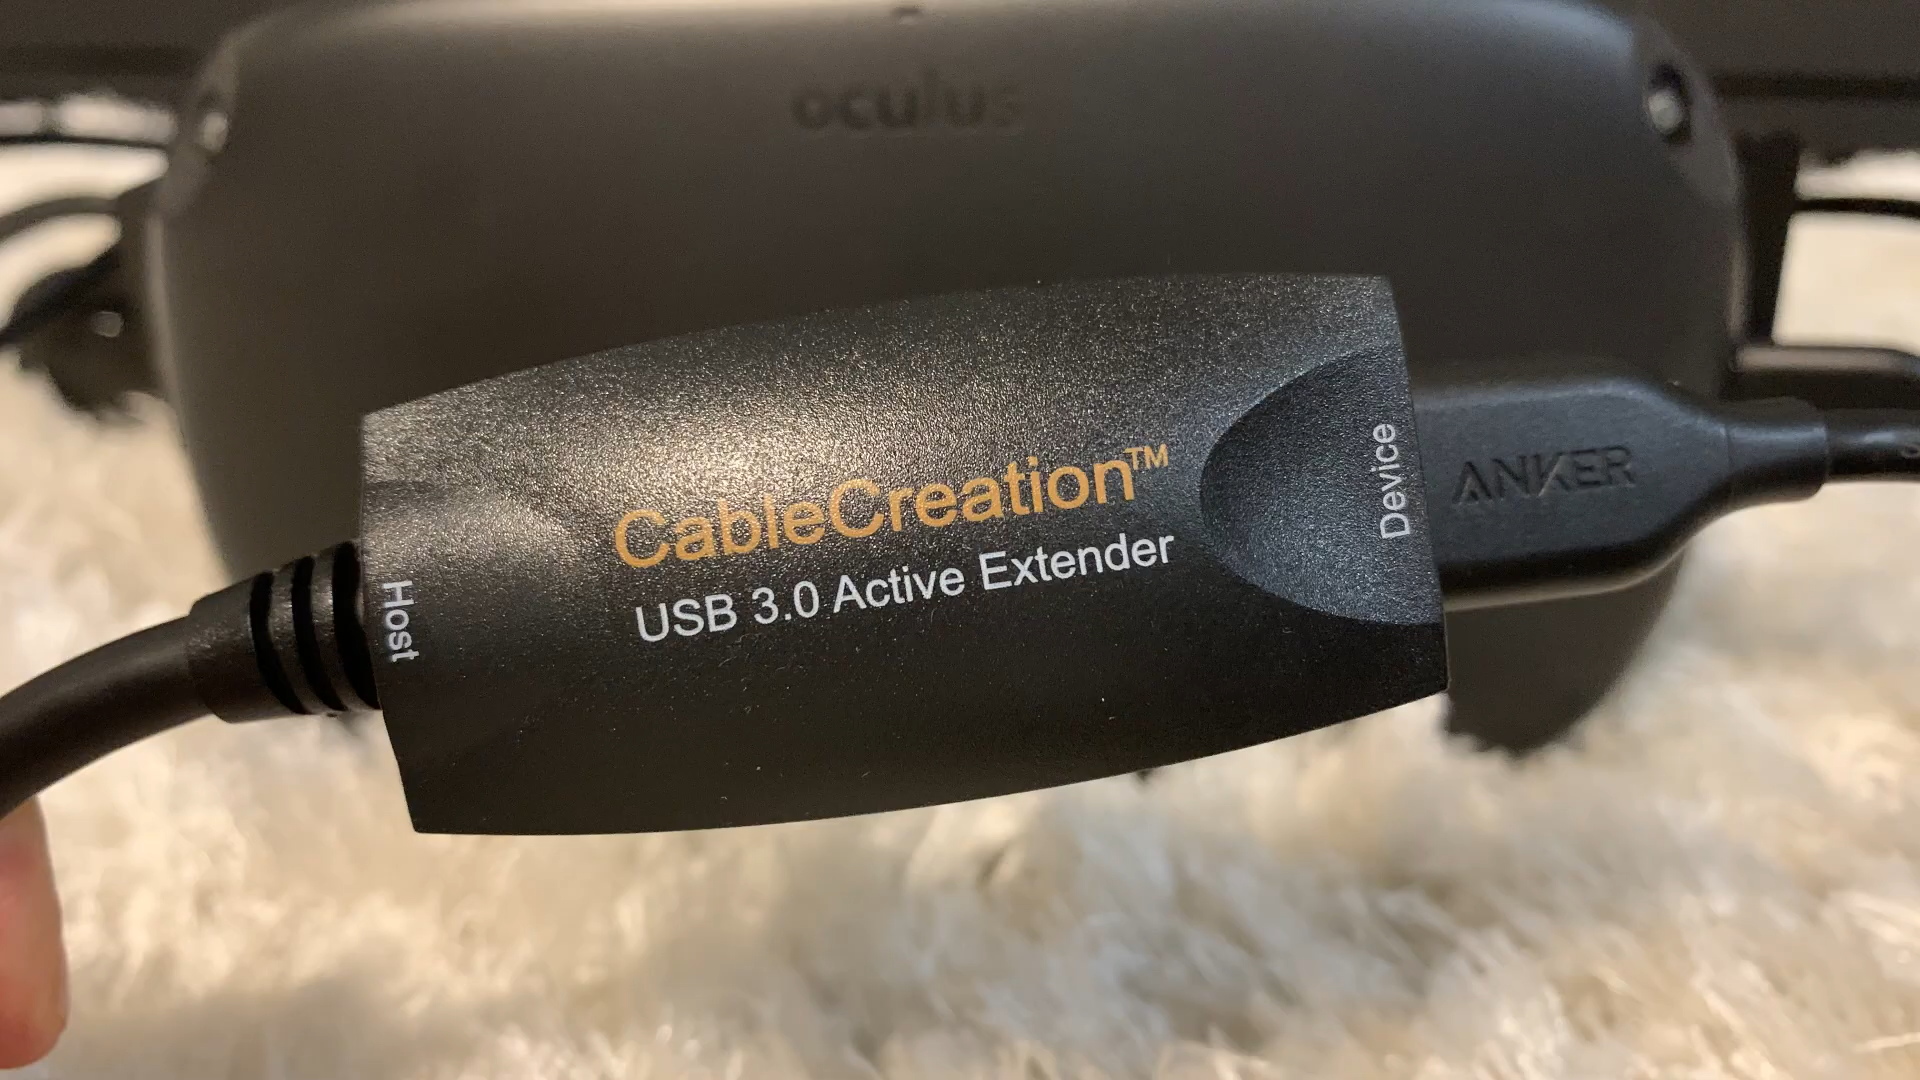 oculus
CableCreation™
USB 3.0 Active Extender
Host
Device
ANKER